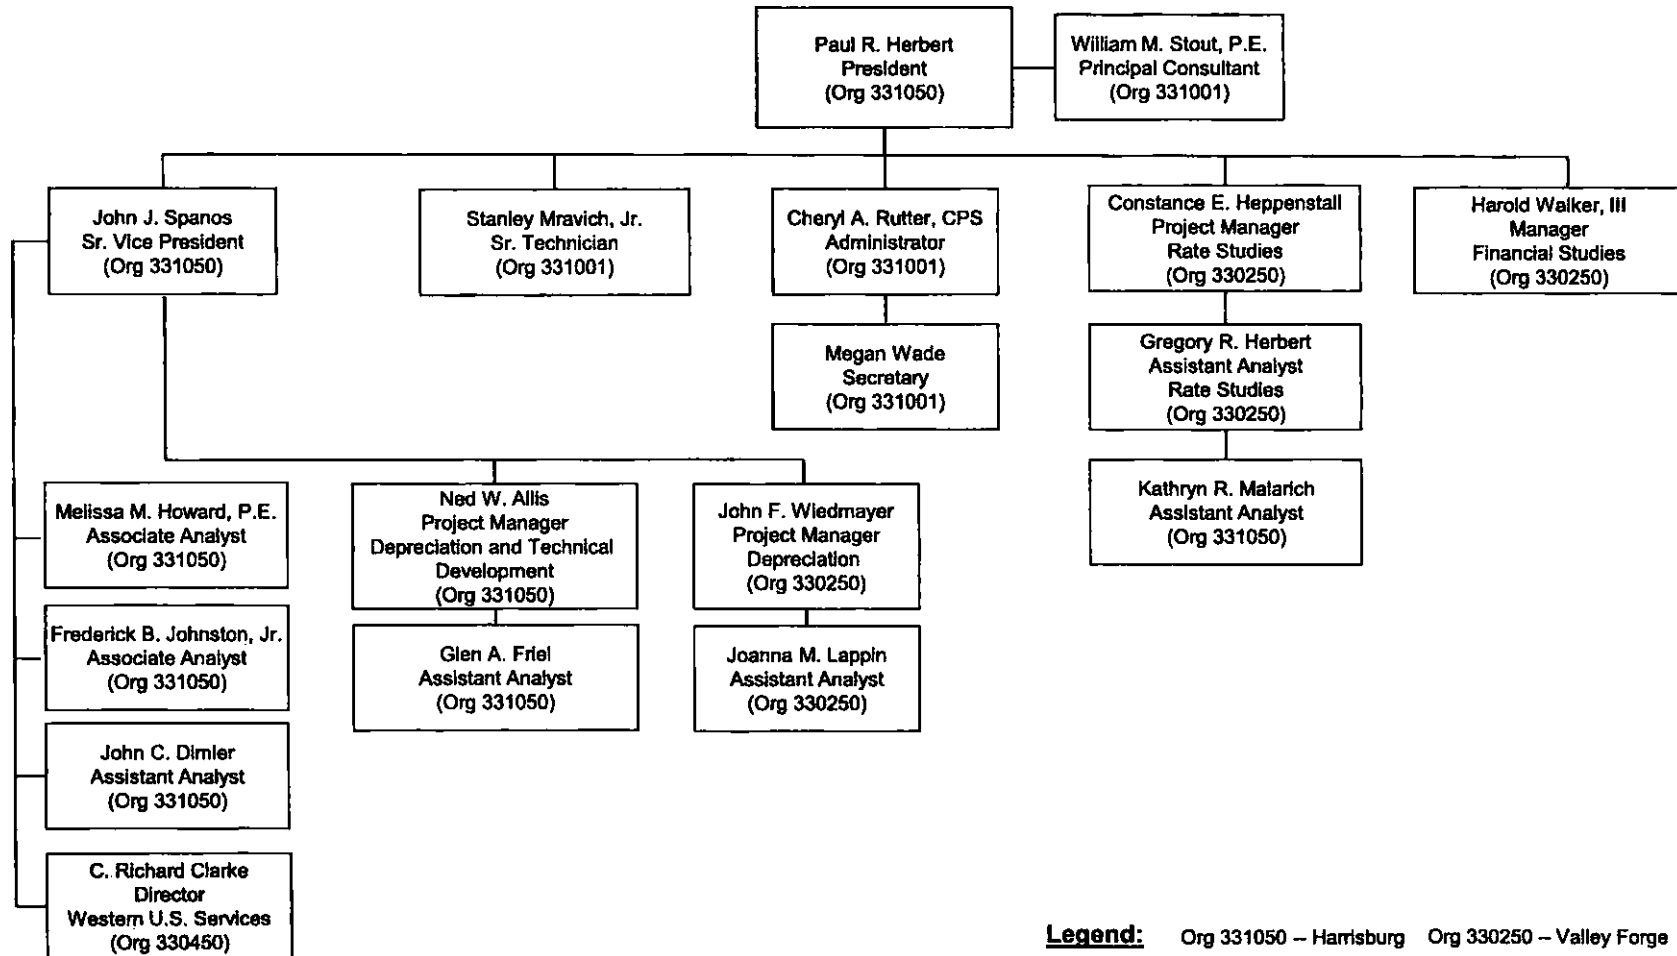 Paul R. Herbert
President
(Org 331050)
William M. Stout, P.E.
Principal Consultant
(Org 331001)
John J. Spanos
Sr. Vice President
(Org 331050)
Stanley Mravich, Jr.
Sr. Technician
(Org 331001)
Cheryl A. Rutter, CPS
Administrator
(Org 331001)
Constance E. Heppenstall
Project Manager
Rate Studies
(Org 330250)
Harold Walker, III
Manager
Financial Studies
(Org 330250)
Megan Wade
Secretary
(Org 331001)
Gregory R. Herbert
Assistant Analyst
Rate Studies
(Org 330250)
Kathryn R. Malarich
Assistant Analyst
(Org 331050)
Melissa M. Howard, P.E.
Associate Analyst
(Org 331050)
Ned W. Allis
Project Manager
Depreciation and Technical
Development
(Org 331050)
John F. Wiedmayer
Project Manager
Depreciation
(Org 330250)
Frederick B. Johnston, Jr.
Associate Analyst
(Org 331050)
Glen A. Friel
Assistant Analyst
(Org 331050)
Joanna M. Lappin
Assistant Analyst
(Org 330250)
John C. Dimler
Assistant Analyst
(Org 331050)
C. Richard Clarke
Director
Western U.S. Services
(Org 330450)
Legend: Org 331050 – Harrisburg Org 330250 – Valley Forge